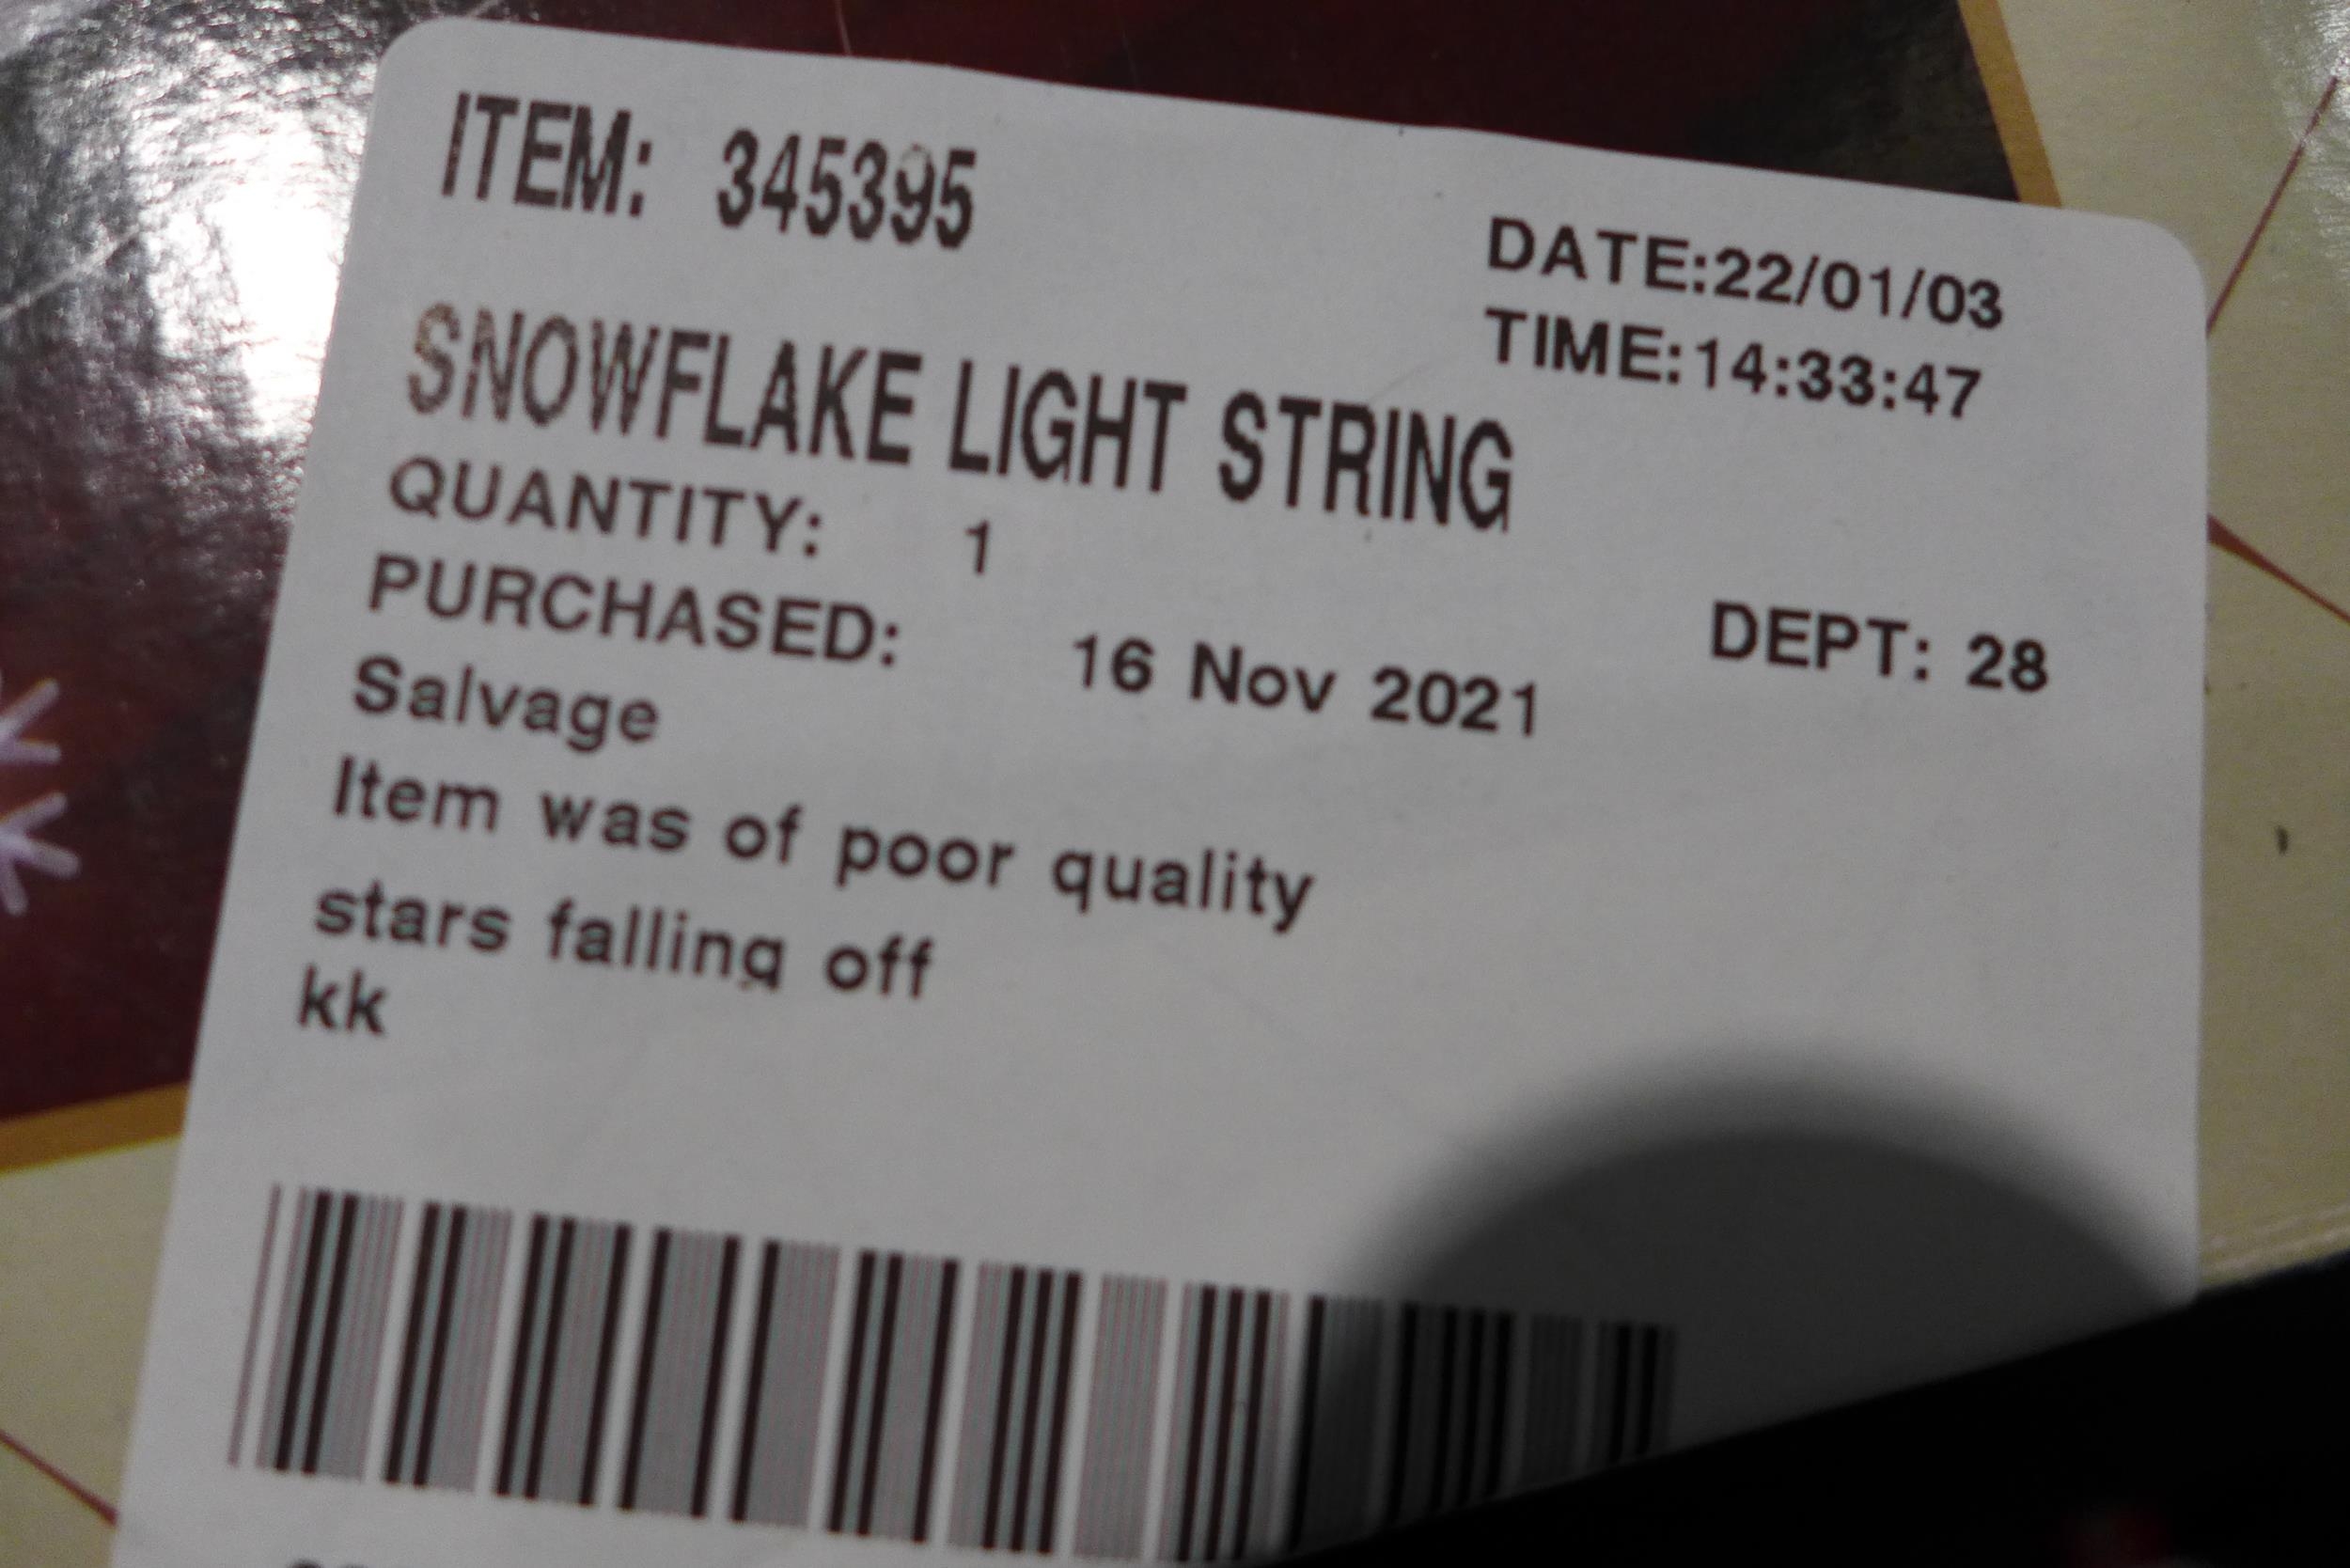 ITEM: 345395
DATE:22/01/03
TIME:14:33:47
SNOWFLAKE LIGHT STRING
QUANTITY: 1
PURCHASED: 16 Nov 2021 DEPT: 28
Salvage
Item was of poor quality
stars falling off
kk